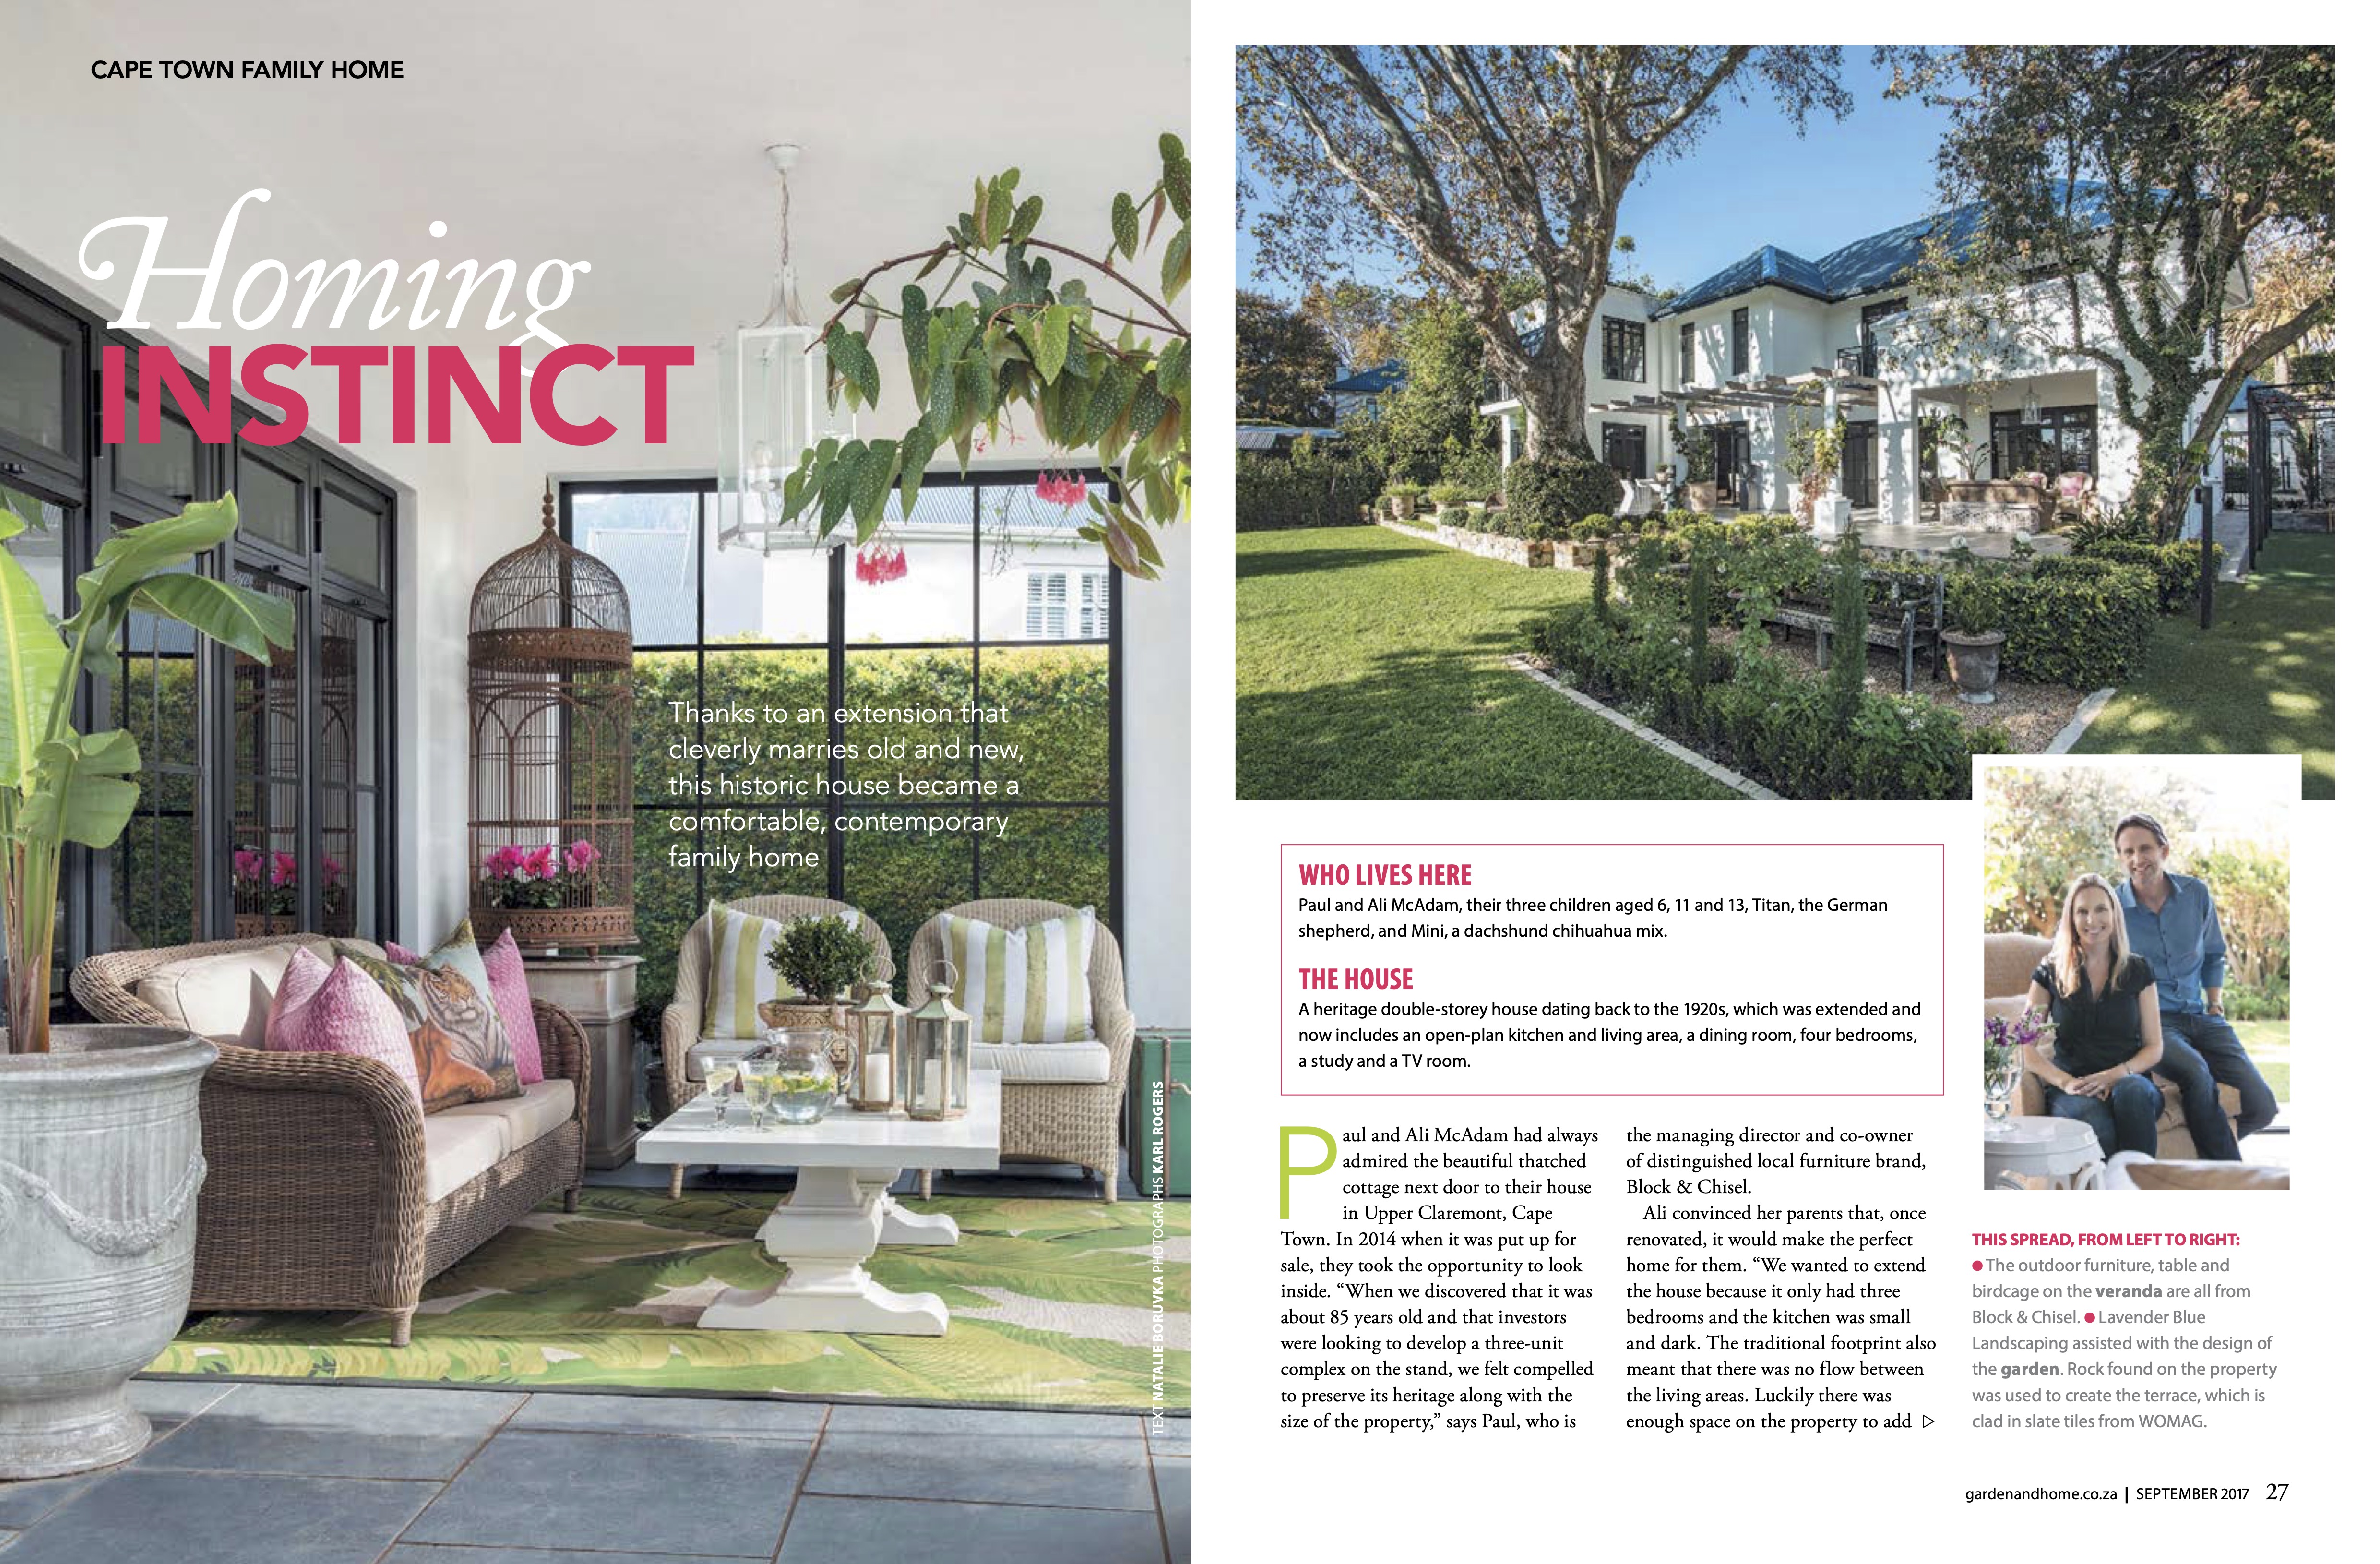 CAPE TOWN FAMILY HOME
Homing
INSTINCT
Thanks to an extension that
cleverly marries old and new,
this historic house became a
comfortable, contemporary
family home
TEXT NATALIE BORUVKA PHOTOGRAPHS KARL ROGERS
WHO LIVES HERE
Paul and Ali McAdam, their three children aged 6, 11 and 13, Titan, the German
shepherd, and Mini, a dachshund chihuahua mix.
THE HOUSE
A heritage double-storey house dating back to the 1920s, which was extended and
now includes an open-plan kitchen and living area, a dining room, four bedrooms,
a study and a TV room.
Paul and Ali McAdam had always
admired the beautiful thatched
cottage next door to their house
in Upper Claremont, Cape
Town. In 2014 when it was put up for
sale, they took the opportunity to look
inside. “When we discovered that it was
about 85 years old and that investors
were looking to develop a three-unit
complex on the stand, we felt compelled
to preserve its heritage along with the
size of the property,” says Paul, who is
the managing director and co-owner
of distinguished local furniture brand,
Block & Chisel.
Ali convinced her parents that, once
renovated, it would make the perfect
home for them. “We wanted to extend
the house because it only had three
bedrooms and the kitchen was small
and dark. The traditional footprint also
meant that there was no flow between
the living areas. Luckily there was
enough space on the property to add ▷
THIS SPREAD, FROM LEFT TO RIGHT:
● The outdoor furniture, table and
birdcage on the veranda are all from
Block & Chisel. ● Lavender Blue
Landscaping assisted with the design of
the garden. Rock found on the property
was used to create the terrace, which is
clad in slate tiles from WOMAG.
gardenandhome.co.za | SEPTEMBER 2017 27